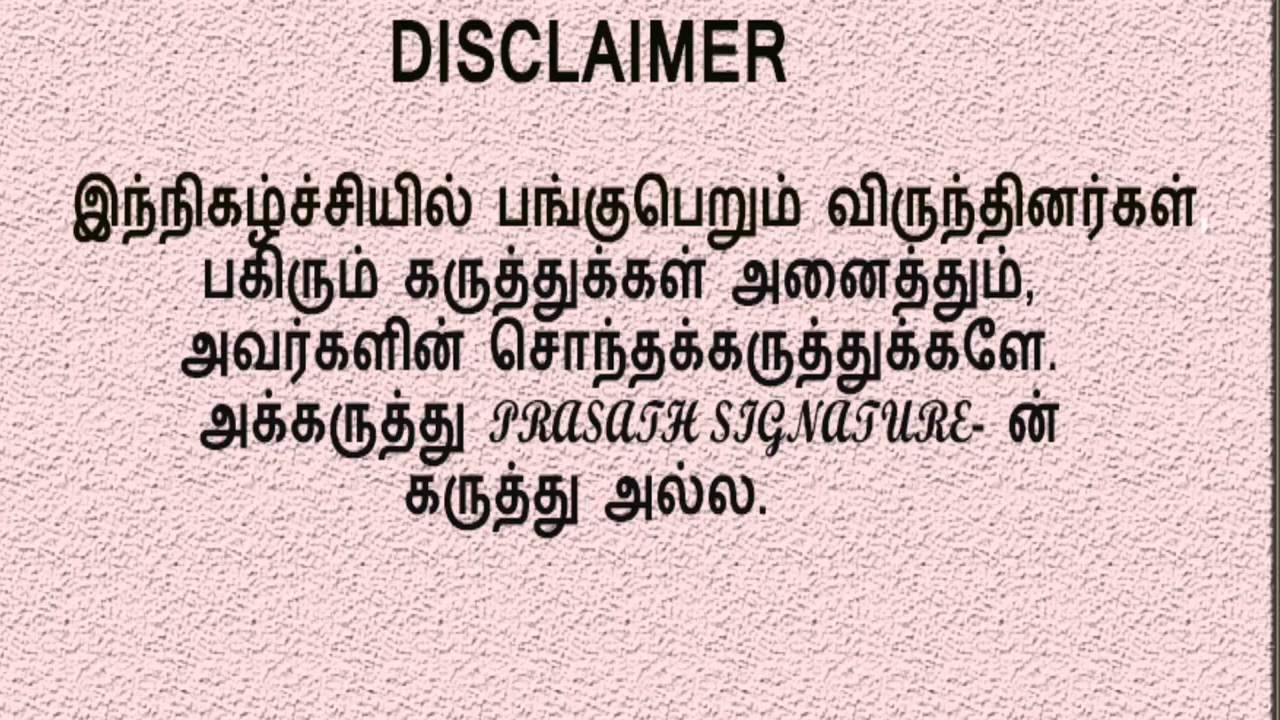 DISCLAIMER
இந்நிகழ்ச்சியில் பங்குபெறும் விருந்தினர்கள்,
பகிரும் கருத்துக்கள் அனைத்தும்,
அவர்களின் சொந்தக்கருத்துக்களே.
அக்கருத்து PRASATH SIGNATURE- ன்
கருத்து அல்ல.